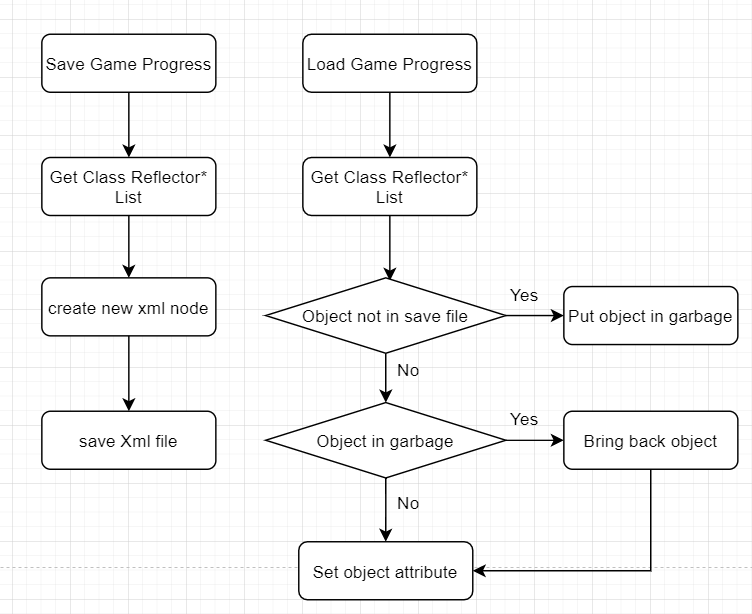 Save Game Progress
Get Class Reflector*
List
create new xml node
save Xml file
Load Game Progress
Get Class Reflector*
List
Object not in save file
Yes
Put object in garbage
No
Object in garbage
Yes
Bring back object
No
Set object attribute